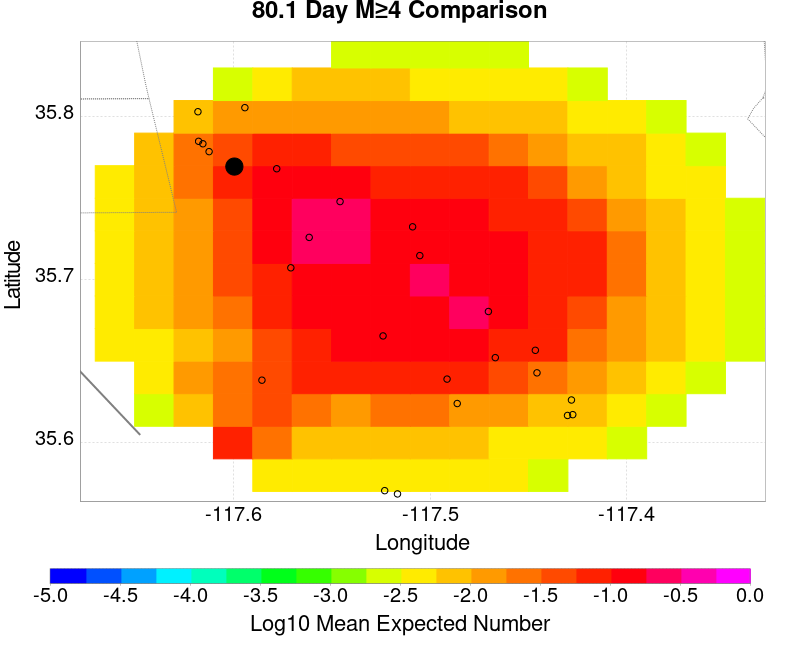 80.1 Day M≥4 Comparison
35.8
35.7
35.6
Latitude
-117.6 -117.5 -117.4
Longitude
-5.0 -4.5 -4.0 -3.5 -3.0 -2.5 -2.0 -1.5 -1.0 -0.5 0.0
Log10 Mean Expected Number